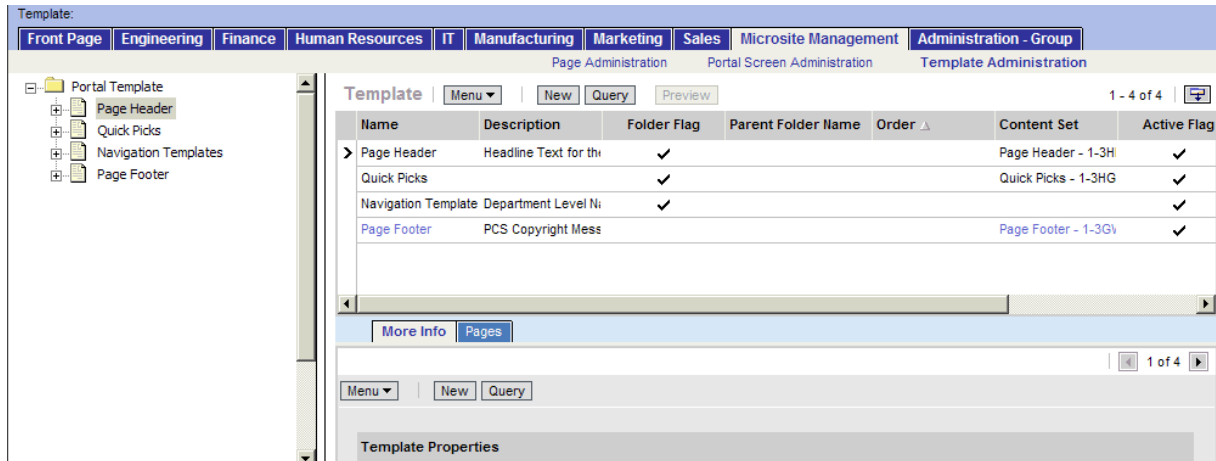 Template:
Front Page Engineering Finance Human Resources IT Manufacturing Marketing Sales Microsite Management Administration - Group
Page Administration Portal Screen Administration Template Administration
Portal Template
Page Header
Quick Picks
Navigation Templates
Page Footer
Template Menu New Query Preview 1 - 4 of 4
Name Description Folder Flag Parent Folder Name Order Content Set Active Flag
Page Header Headline Text for the Page Header - 1-3H
Quick Picks Quick Picks - 1-3HG
Navigation Template Department Level Na
Page Footer PCS Copyright Mess Page Footer - 1-3GV
More Info Pages
1 of 4
Menu New Query
Template Properties